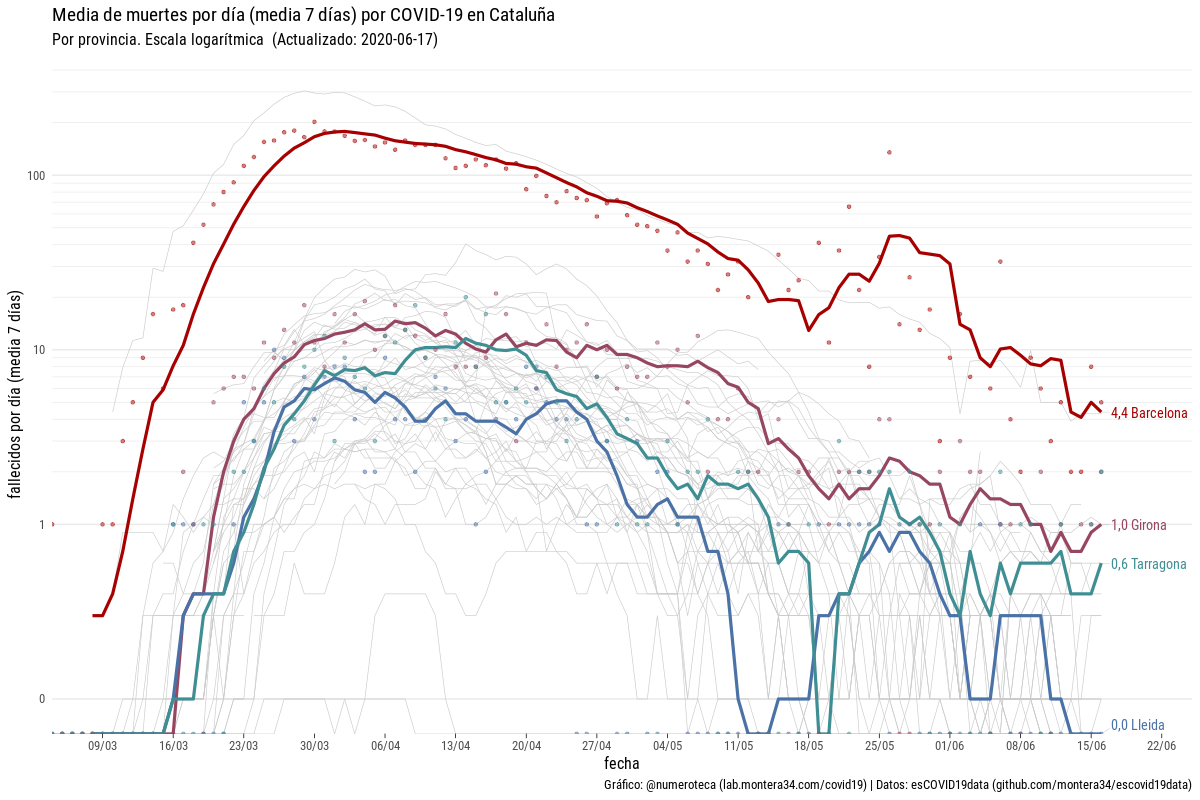 Media de muertes por día (media 7 días) por COVID-19 en Cataluña
Por provincia. Escala logarítmica (Actualizado: 2020-06-17)
fallecidos por día (media 7 días)
100
10
1
0
4,4 Barcelona
1,0 Girona
0,6 Tarragona
0,0 Lleida
09/03 16/03 23/03 30/03 06/04 13/04 20/04 27/04 04/05 11/05 18/05 25/05 01/06 08/06 15/06 22/06
fecha
Gráfico: @numeroteca (lab.montera34.com/covid19) | Datos: esCOVID19data (github.com/montera34/escovid19data)